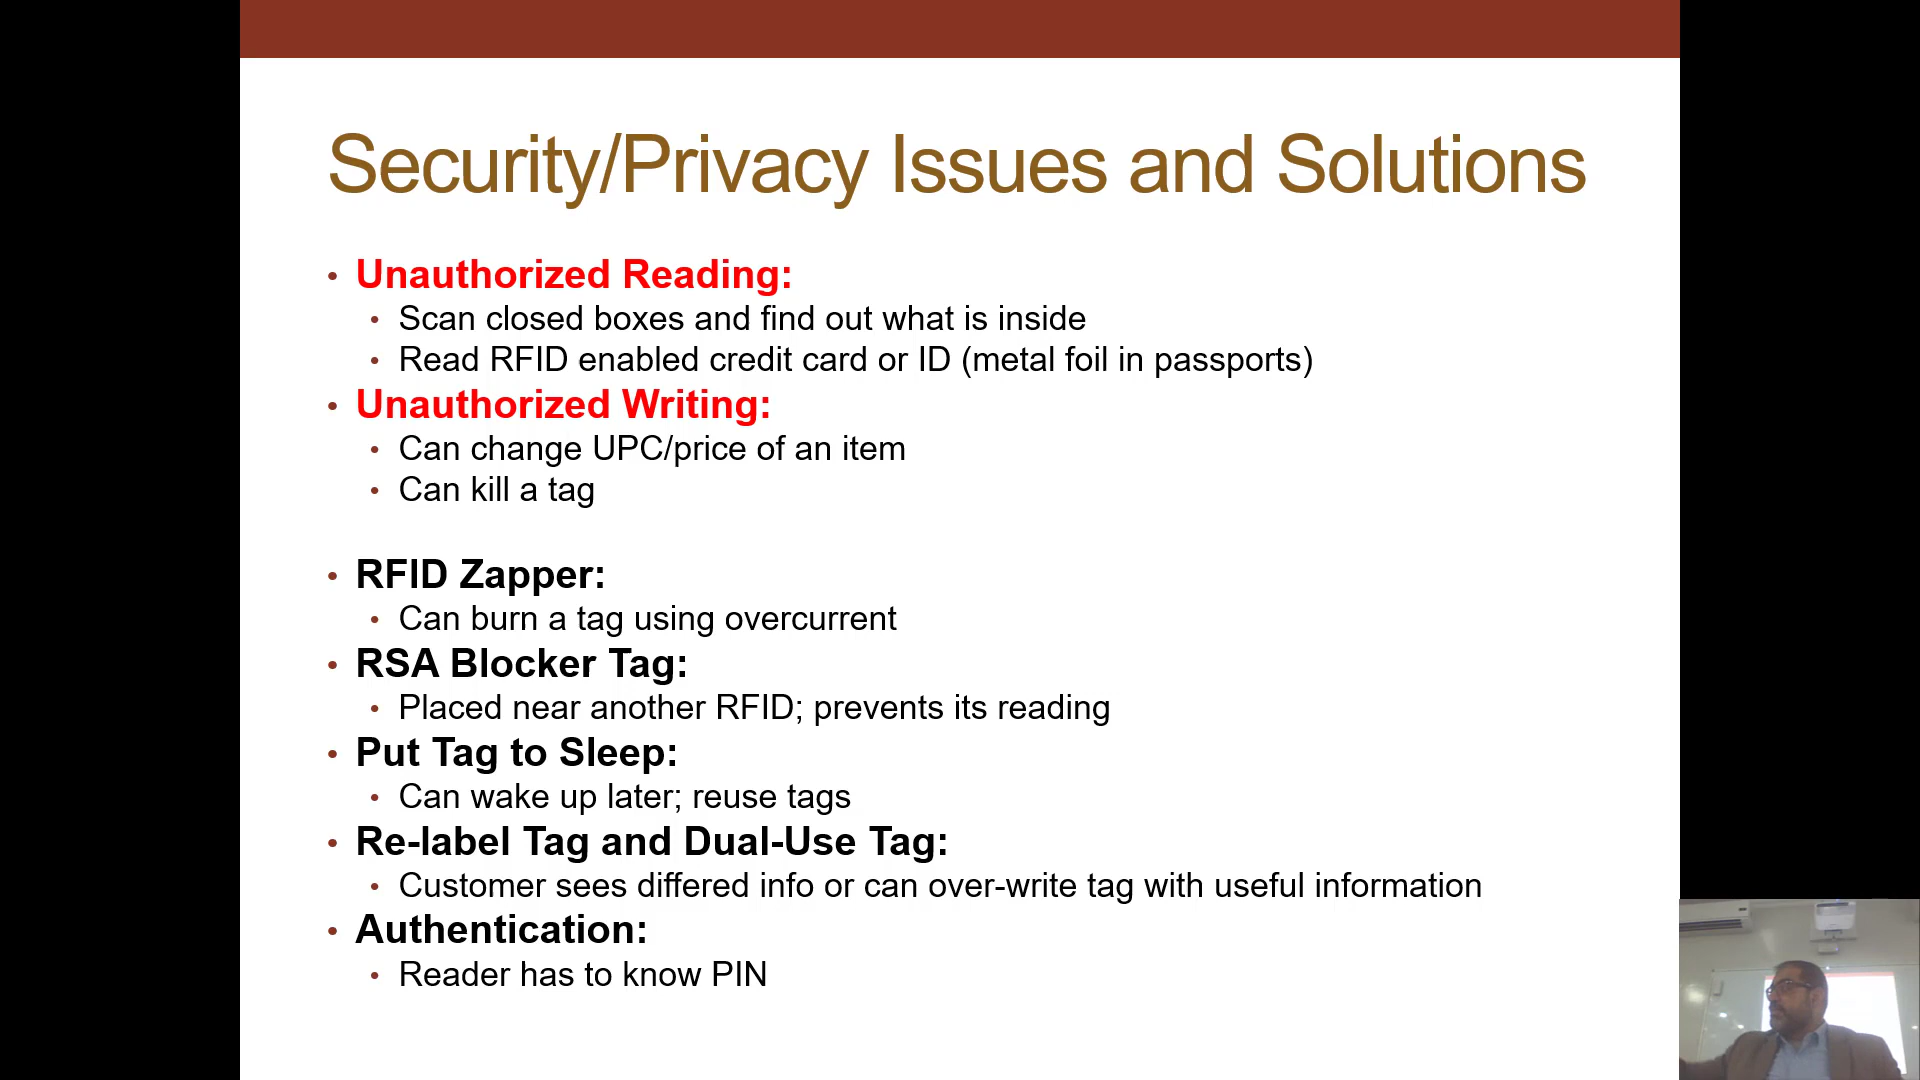 Security/Privacy Issues and Solutions
• Unauthorized Reading:
• Scan closed boxes and find out what is inside
• Read RFID enabled credit card or ID (metal foil in passports)
• Unauthorized Writing:
• Can change UPC/price of an item
• Can kill a tag
• RFID Zapper:
• Can burn a tag using overcurrent
• RSA Blocker Tag:
• Placed near another RFID; prevents its reading
• Put Tag to Sleep:
• Can wake up later; reuse tags
• Re-label Tag and Dual-Use Tag:
• Customer sees differed info or can over-write tag with useful information
• Authentication:
• Reader has to know PIN